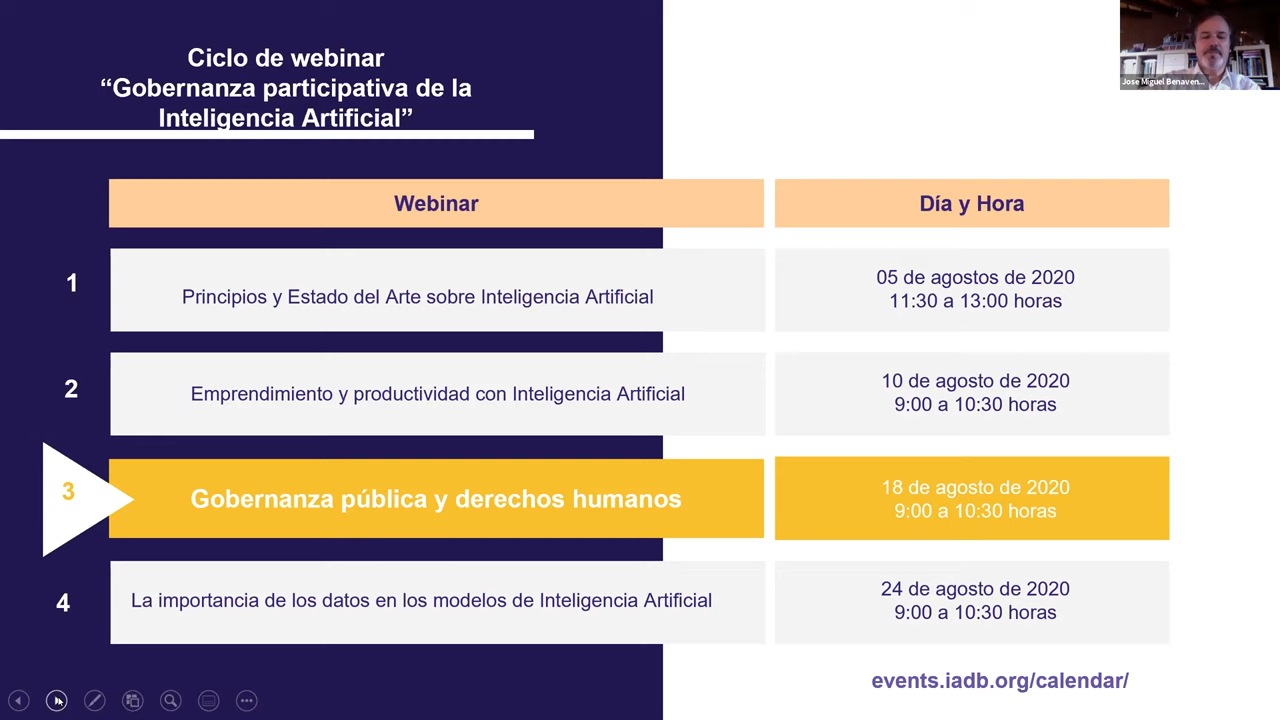 Ciclo de webinar
“Gobernanza participativa de la
Inteligencia Artificial”
Jose Miguel Benaven...
Webinar
Día y Hora
1
Principios y Estado del Arte sobre Inteligencia Artificial
05 de agostos de 2020
11:30 a 13:00 horas
2
Emprendimiento y productividad con Inteligencia Artificial
10 de agosto de 2020
9:00 a 10:30 horas
3
Gobernanza pública y derechos humanos
18 de agosto de 2020
9:00 a 10:30 horas
4
La importancia de los datos en los modelos de Inteligencia Artificial
24 de agosto de 2020
9:00 a 10:30 horas
events.iadb.org/calendar/